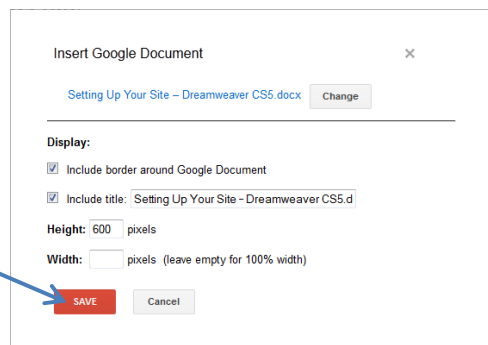 Insert Google Document ×
Setting Up Your Site – Dreamweaver CS5.docx Change
Display:
Include border around Google Document
Include title: Setting Up Your Site - Dreamweaver CS5.d
Height: 600 pixels
Width: pixels (leave empty for 100% width)
SAVE Cancel